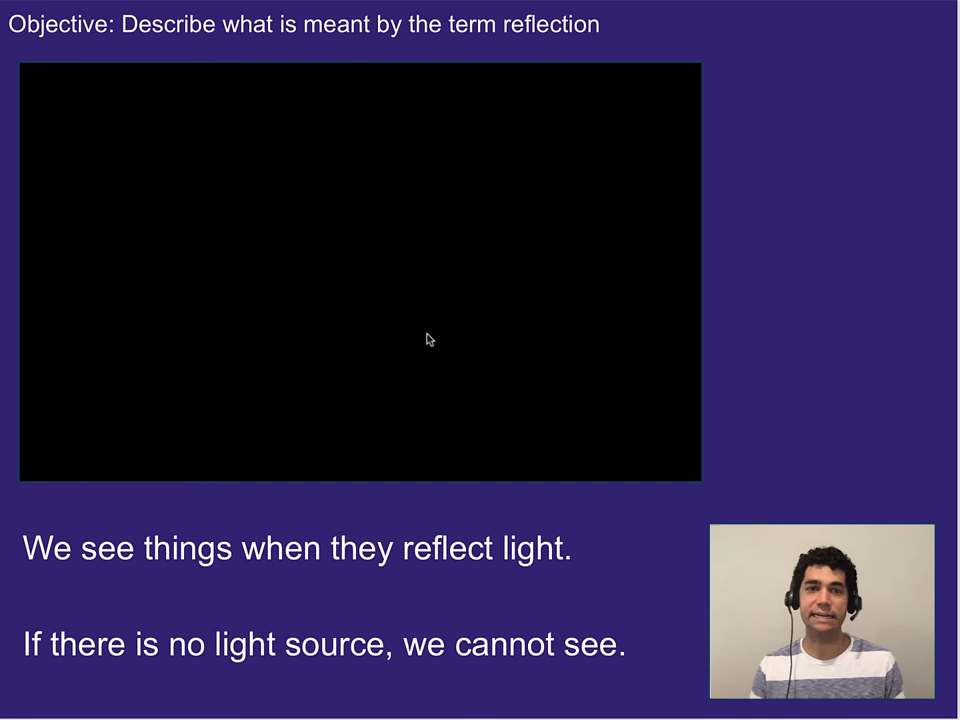 Objective: Describe what is meant by the term reflection
We see things when they reflect light.
If there is no light source, we cannot see.